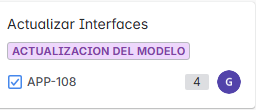 Actualizar Interfaces
ACTUALIZACION DEL MODELO
APP-108 4 G